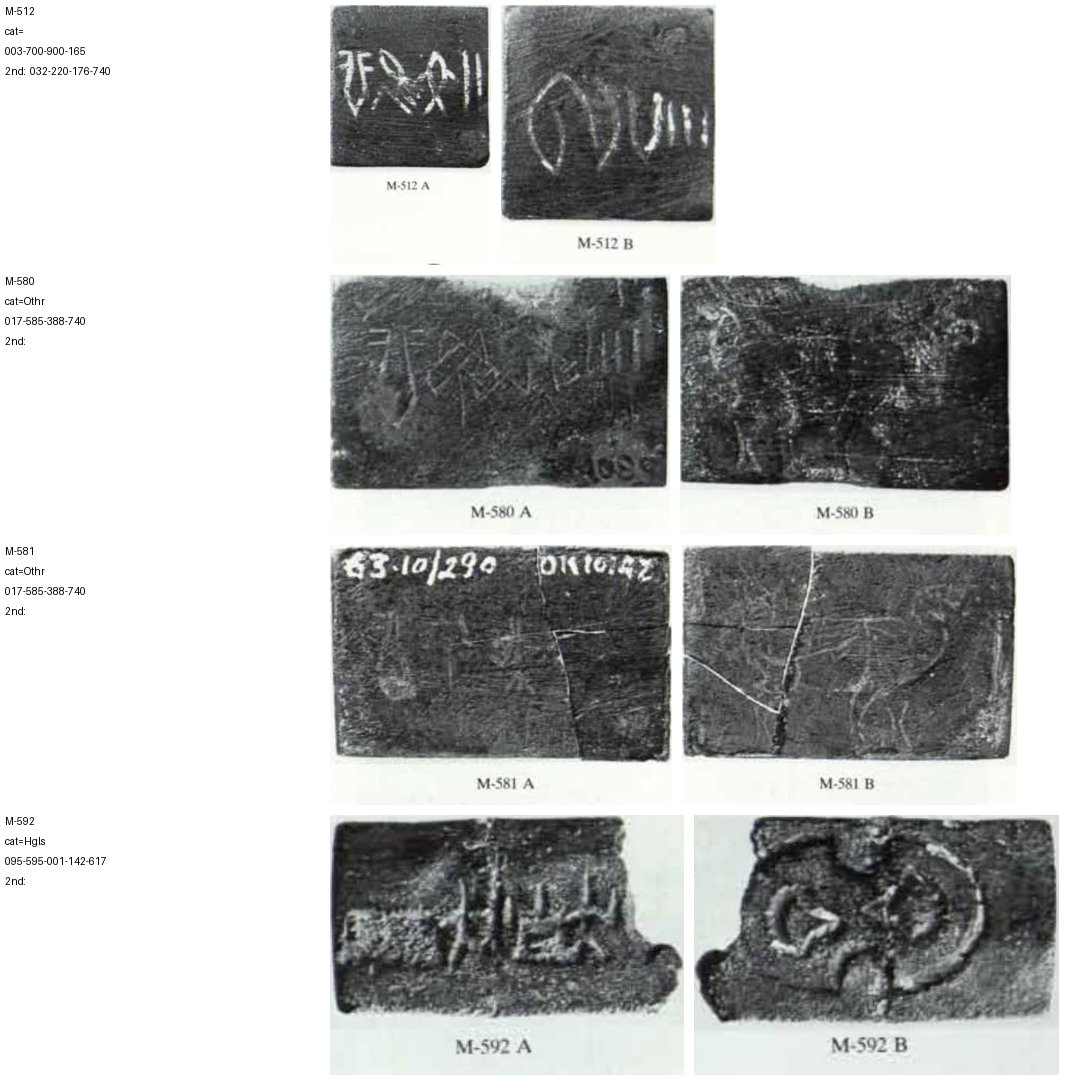 M-512
cat=
003-700-900-165
2nd: 032-220-176-740
M-512 A
M-512 B
M-580
cat=Othr
017-585-388-740
2nd:
M-580 A
M-580 B
M-581
cat=Othr
017-585-388-740
2nd:
63·10/290
M-581 A
M-581 B
M-592
cat=Hgls
095-595-001-142-617
2nd:
M-592 A
M-592 B